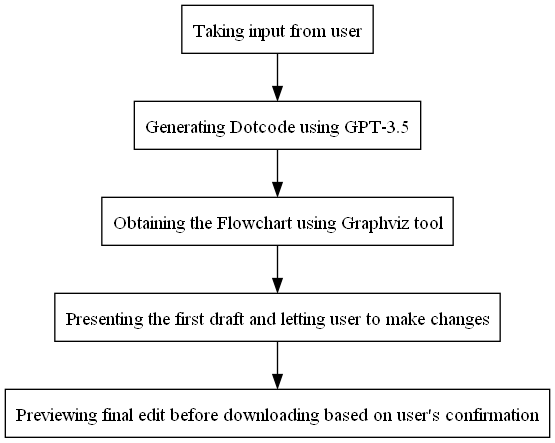 Taking input from user
Generating Dotcode using GPT-3.5
Obtaining the Flowchart using Graphviz tool
Presenting the first draft and letting user to make changes
Previewing final edit before downloading based on user's confirmation